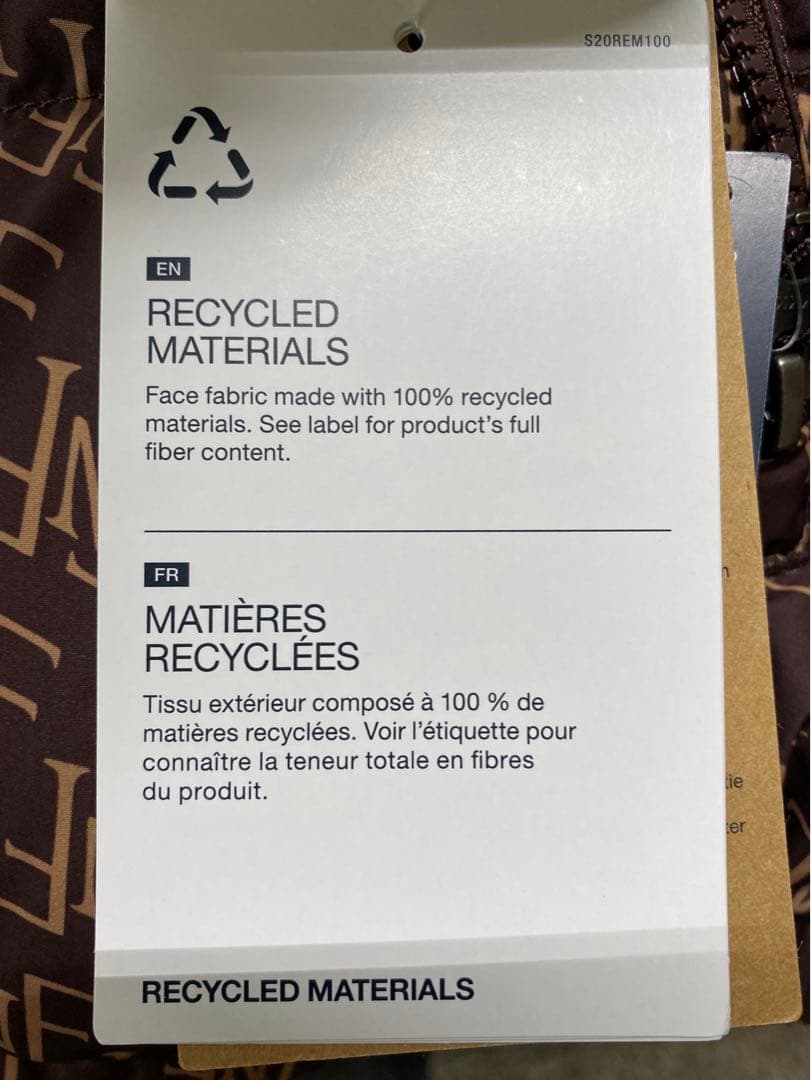 S20REM100
EN
RECYCLED
MATERIALS
Face fabric made with 100% recycled
materials. See label for product's full
fiber content.
FR
MATIÈRES
RECYCLÉES
Tissu extérieur composé à 100 % de
matières recyclées. Voir l'étiquette pour
connaître la teneur totale en fibres
du produit.
RECYCLED MATERIALS